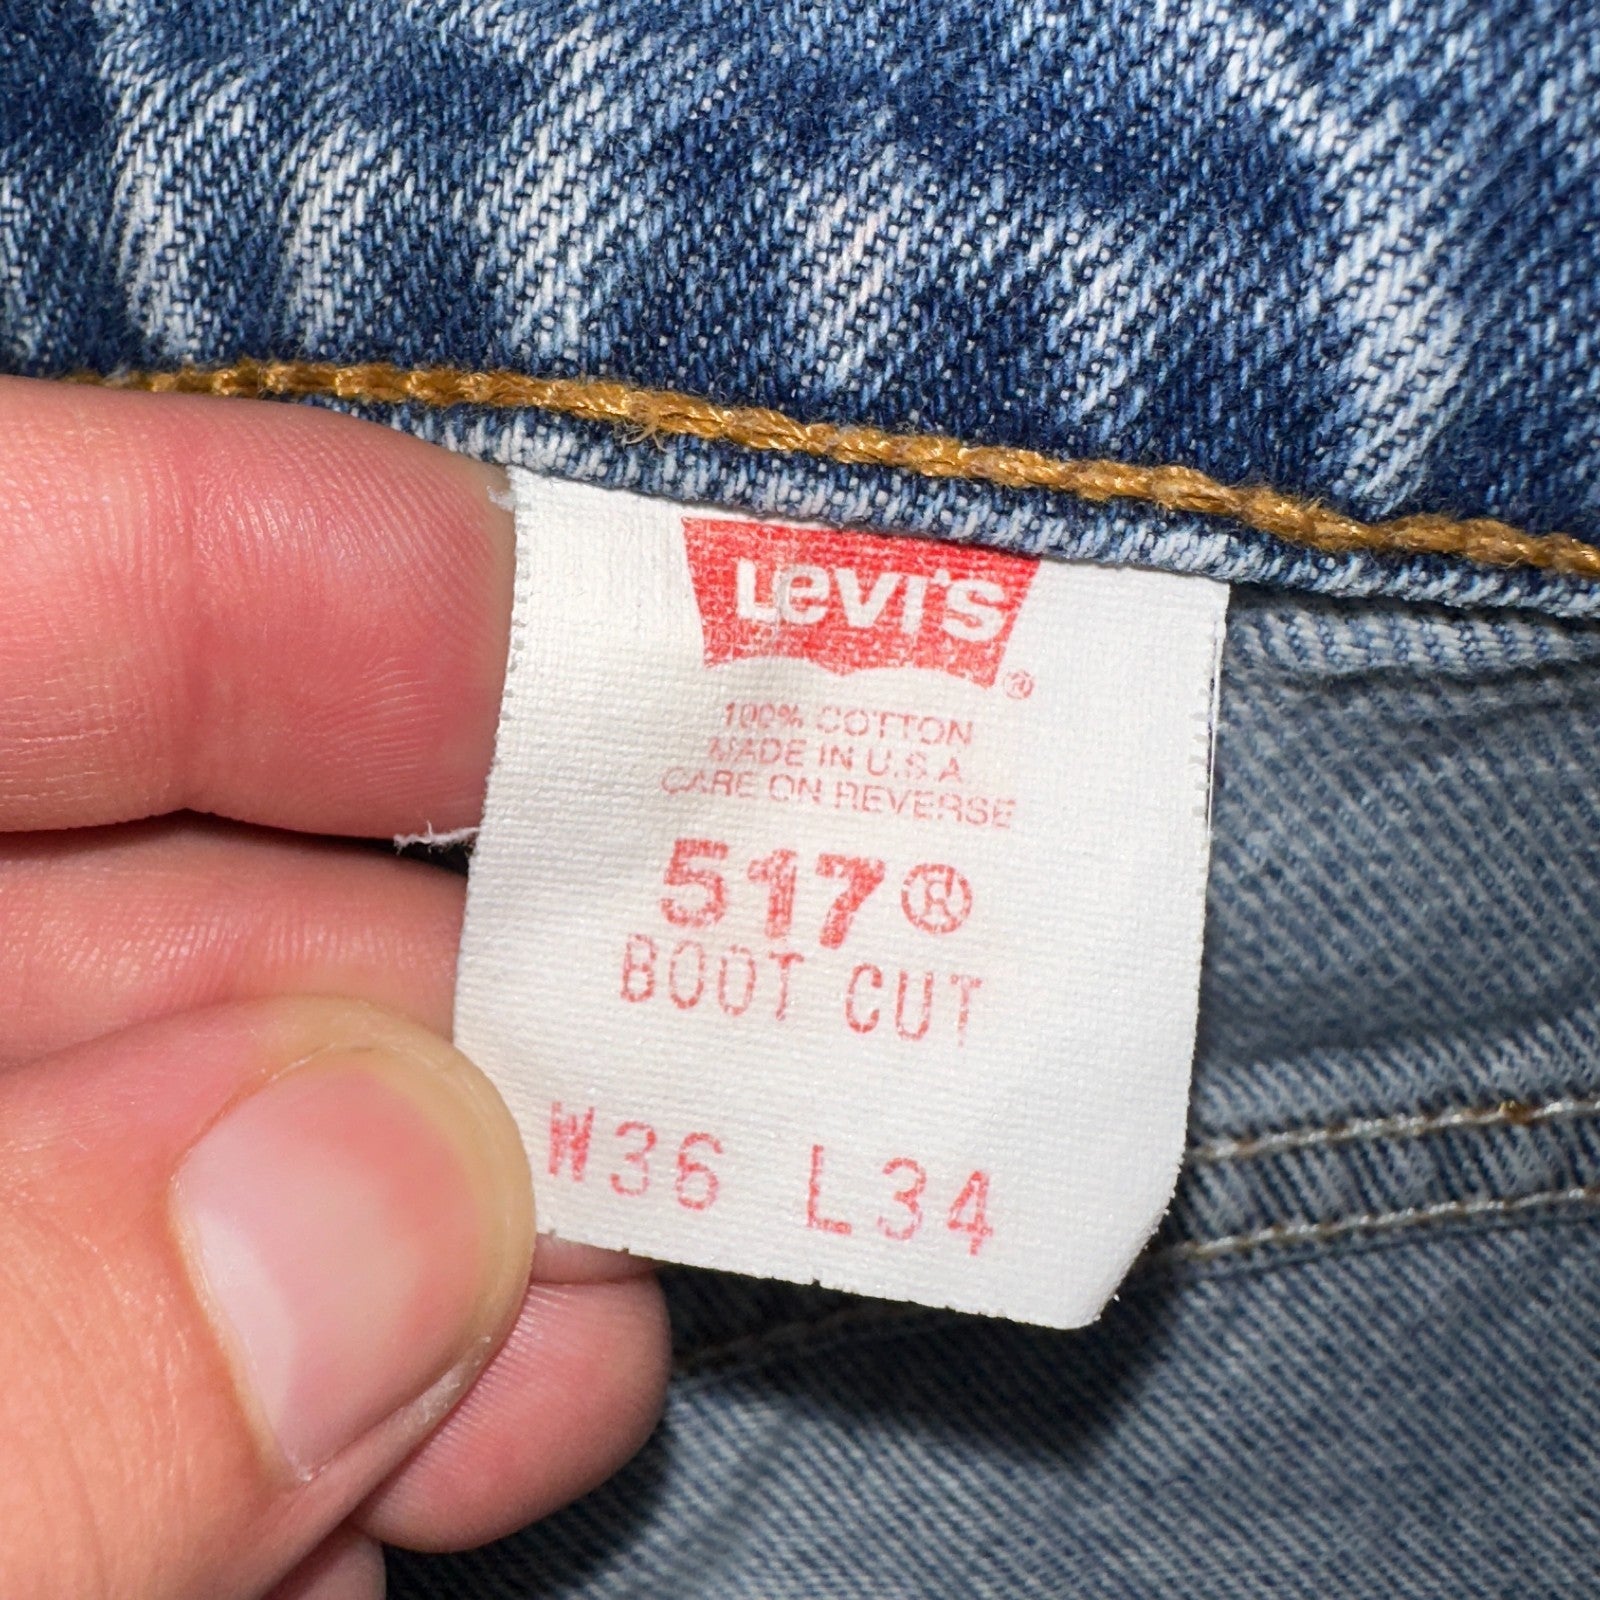 Levi's®
100% COTTON
MADE IN U.S.A.
CARE ON REVERSE
517®
BOOT CUT
W36 L34